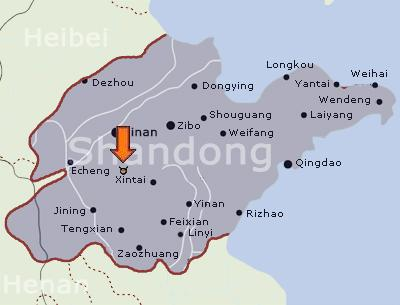 Heibei
Longkou
Dezhou
Dongying
Yantai
Weihai
Wendeng
Shouguang
Laiyang
Zibo
inan
Weifang
Shandong
Echeng
Qingdao
Xintai
Jining
Yinan
Rizhao
Feixian
Tengxian
Linyi
Zaozhuang
Henan